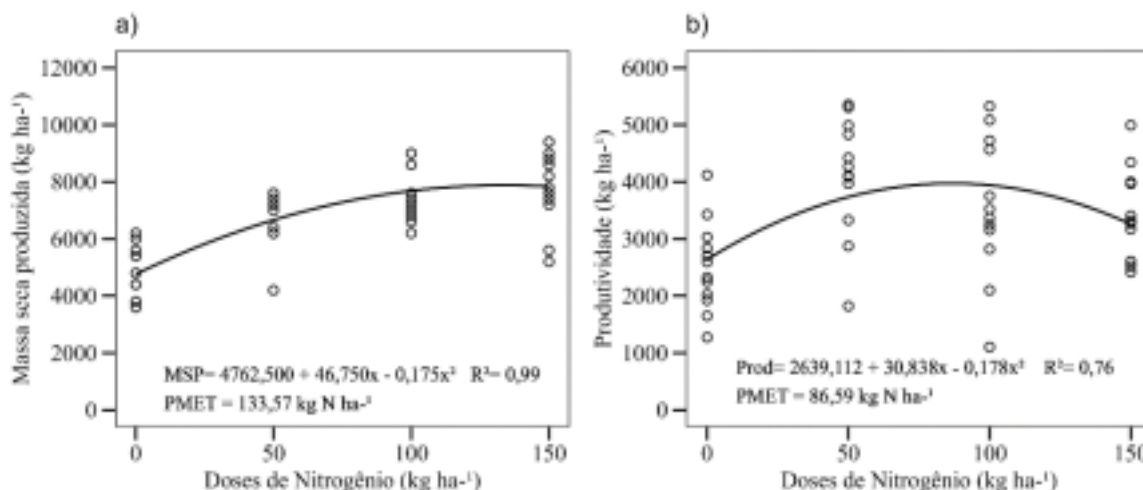 a)
Massa seca produzida (kg ha-¹)
12000
10000
8000
6000
4000
2000
0
MSP= 4762,500 + 46,750x - 0,175x² R²= 0,99
PMET = 133,57 kg N ha-¹
0 50 100 150
Doses de Nitrogênio (kg ha-¹)
b)
Produtividade (kg ha-¹)
6000
5000
4000
3000
2000
1000
0
Prod= 2639,112 + 30,838x - 0,178x² R²= 0,76
PMET = 86,59 kg N ha-¹
0 50 100 150
Doses de Nitrogênio (kg ha-¹)